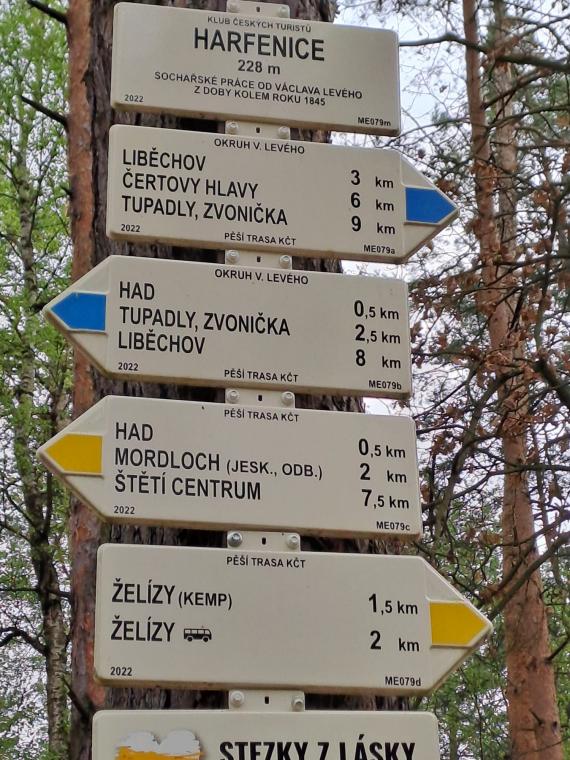 KLUB ČESKÝCH TURISTŮ
HARFENICE
228 m
SOCHAŘSKÉ PRÁCE OD VÁCLAVA LEVÉHO
Z DOBY KOLEM ROKU 1845
2022 ME079m
OKRUH V. LEVÉHO
LIBĚCHOV 3 km
ČERTOVY HLAVY 6 km
TUPADLY, ZVONIČKA 9 km
2022 PĚŠÍ TRASA KČT ME079a
OKRUH V. LEVÉHO
HAD 0,5 km
TUPADLY, ZVONIČKA 2,5 km
LIBĚCHOV 8 km
2022 PĚŠÍ TRASA KČT ME079b
PĚŠÍ TRASA KČT
HAD 0,5 km
MORDLOCH (JESK., ODB.) 2 km
ŠTĚTÍ CENTRUM 7,5 km
2022 ME079c
PĚŠÍ TRASA KČT
ŽELÍZY (KEMP) 1,5 km
ŽELÍZY 2 km
2022 ME079d
STEZKY Z LÁSKY